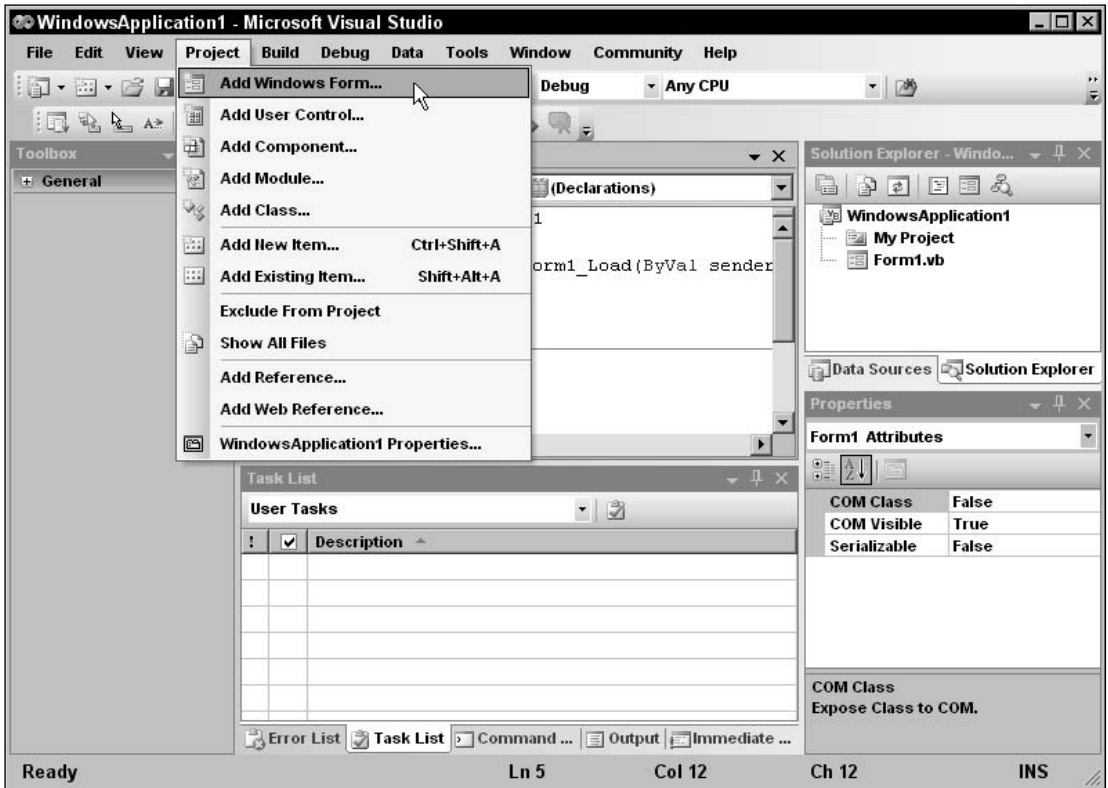 WindowsApplication1 - Microsoft Visual Studio
File Edit View Project Build Debug Data Tools Window Community Help
Add Windows Form...
Debug Any CPU
Add User Control...
Add Component...
Add Module...
Add Class...
Add New Item... Ctrl+Shift+A
Add Existing Item... Shift+Alt+A
Exclude From Project
Show All Files
Add Reference...
Add Web Reference...
WindowsApplication1 Properties...
Toolbox
General
(Declarations)
1
orm1_Load(ByVal sender
Solution Explorer - Windo...
WindowsApplication1
My Project
Form1.vb
Data Sources Solution Explorer
Properties
Form1 Attributes
COM Class False
COM Visible True
Serializable False
COM Class
Expose Class to COM.
Task List
User Tasks
! Description
Error List Task List Command ... Output Immediate ...
Ready Ln 5 Col 12 Ch 12 INS